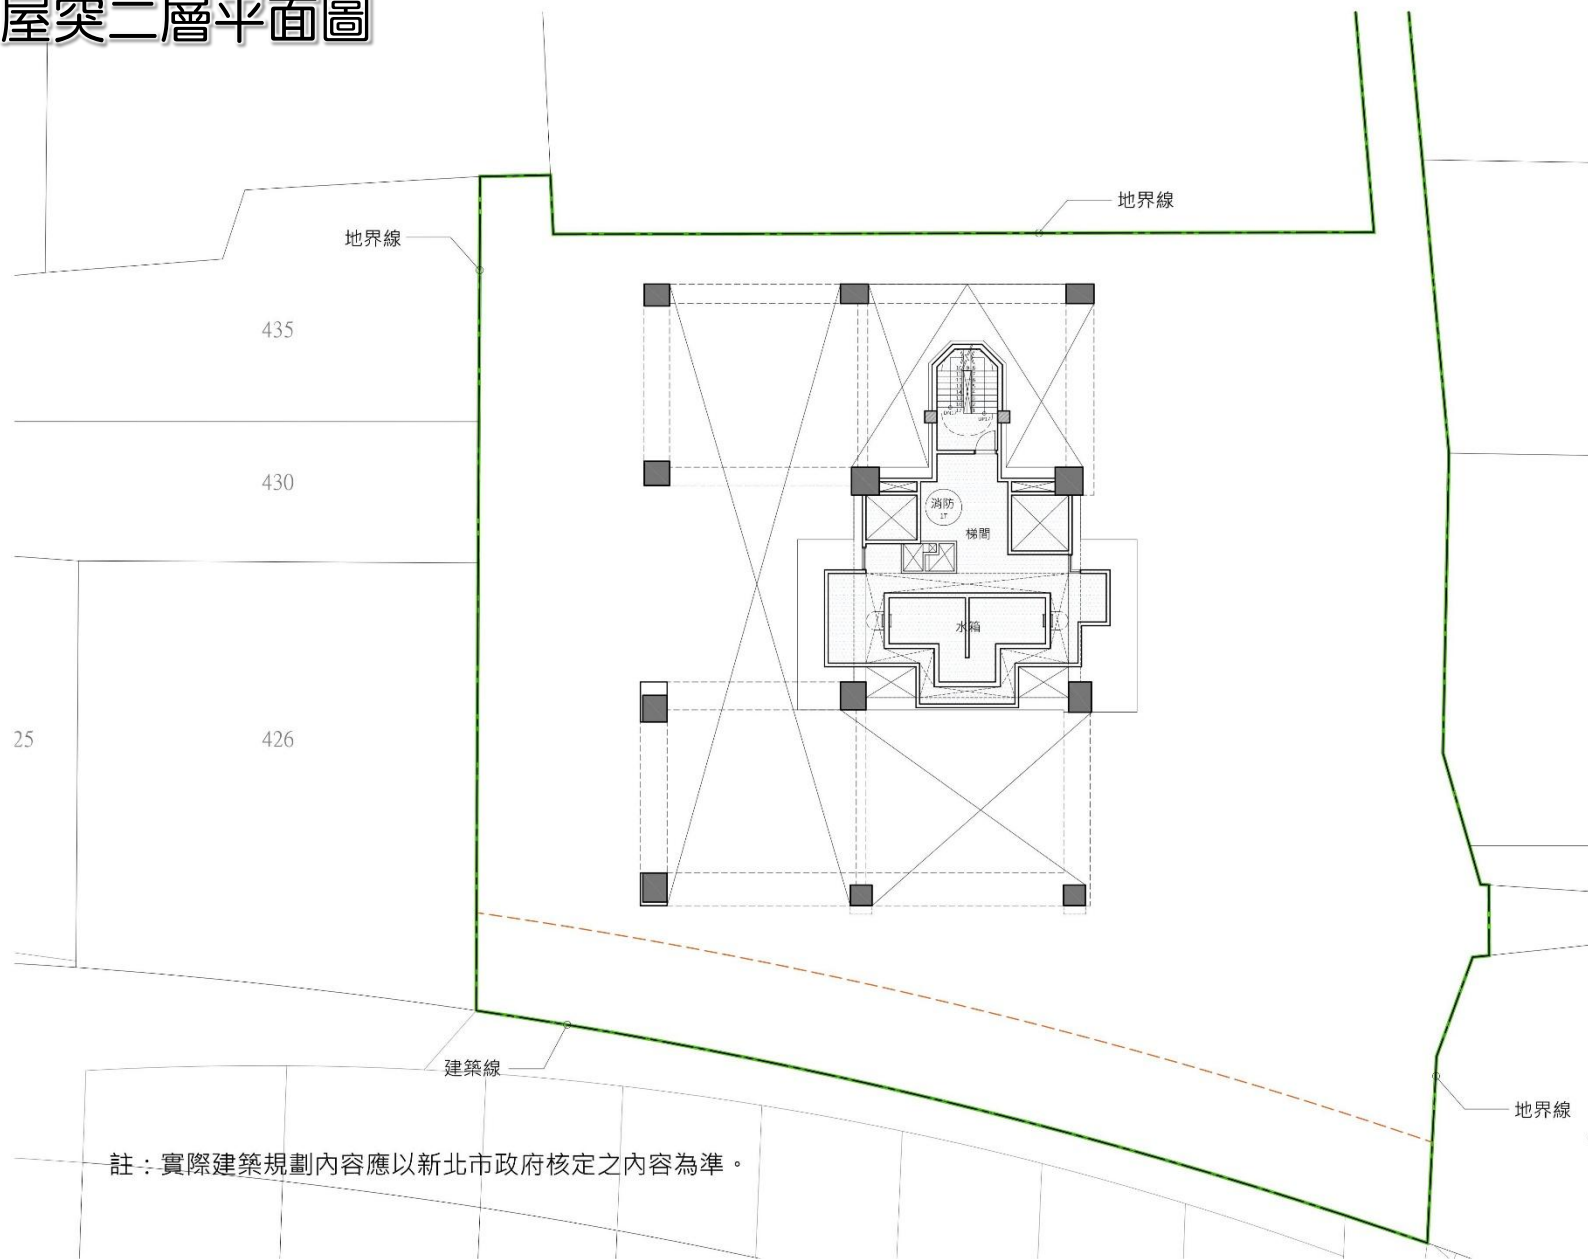 屋突二層平面圖
地界線
地界線
435
430
消防
1T
梯間
水箱
25
426
建築線
地界線
註：實際建築規劃內容應以新北市政府核定之內容為準。